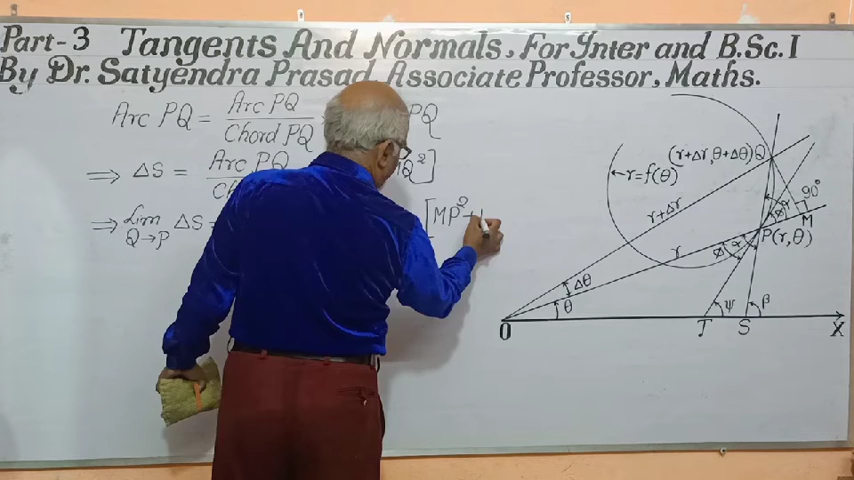 Part-3 Tangents And Normals, For Inter and B.Sc. I
By Dr. Satyendra Prasad Associate Professor, Maths.
Arc PQ = Arc PQ / Chord PQ PQ
⇒ ΔS = Arc PQ Q²]
⇒ Lim Q→P ΔS = [MP² +
(r+Δr, θ+Δθ) Q
r = f(θ)
90°
r+Δr
M
r
ϕ α
P(r, θ)
Δθ
θ
ψ
β
O
T
S
X